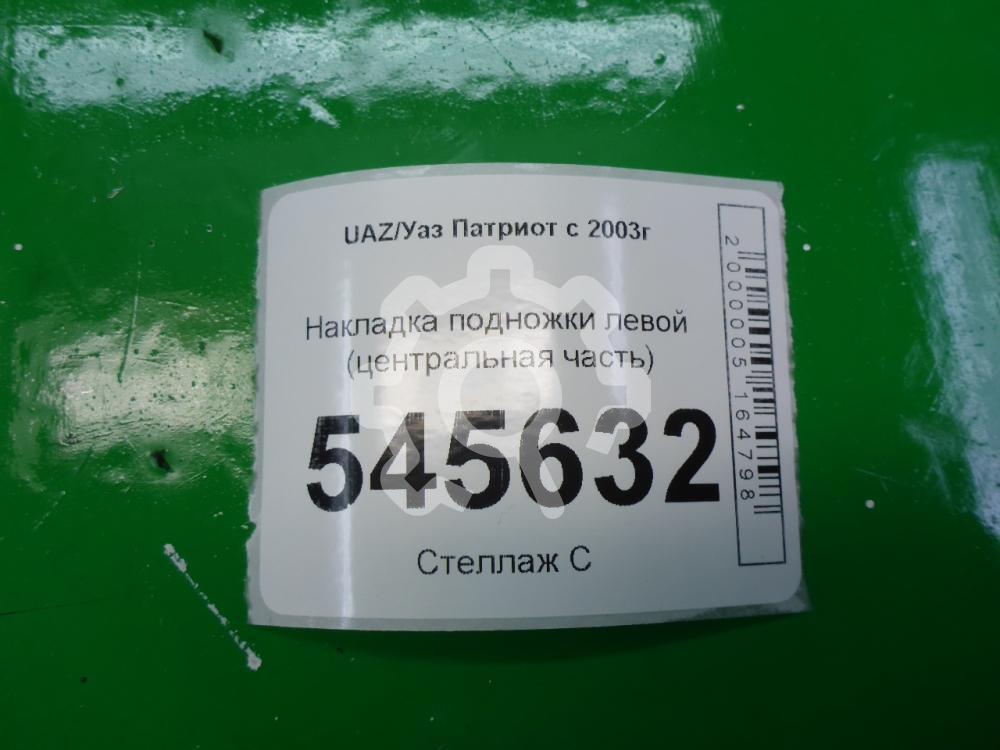 UAZ/Уаз Патриот с 2003г
Накладка подножки левой
(центральная часть)
545632
Стеллаж С
2000005164798